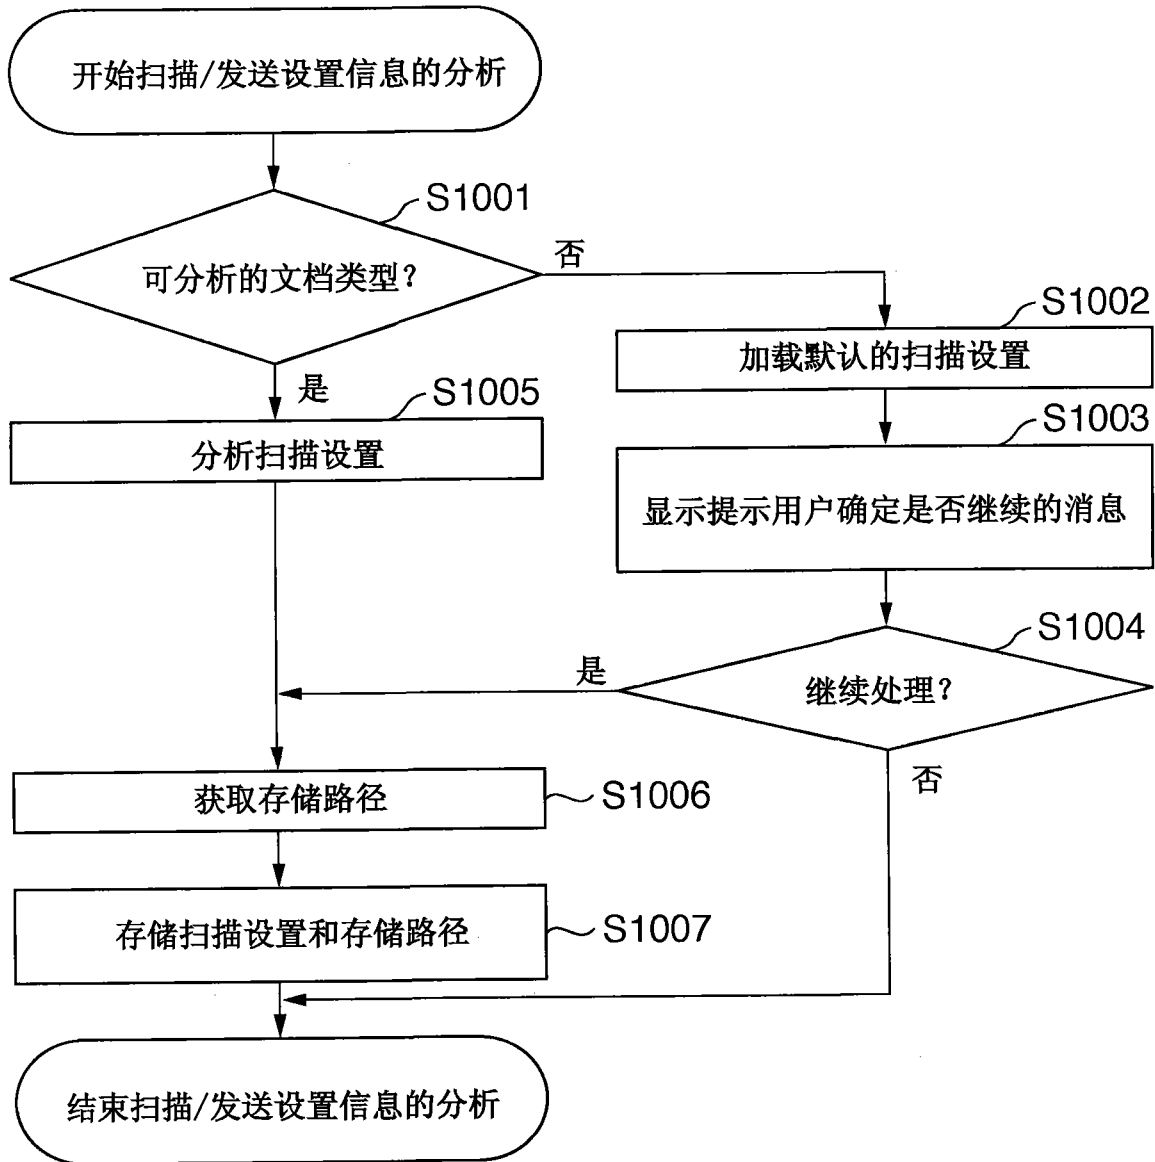 开始扫描/发送设置信息的分析
S1001
可分析的文档类型?
否
S1002
加载默认的扫描设置
是
S1005
分析扫描设置
S1003
显示提示用户确定是否继续的消息
S1004
继续处理?
是
否
获取存储路径
S1006
存储扫描设置和存储路径
S1007
结束扫描/发送设置信息的分析